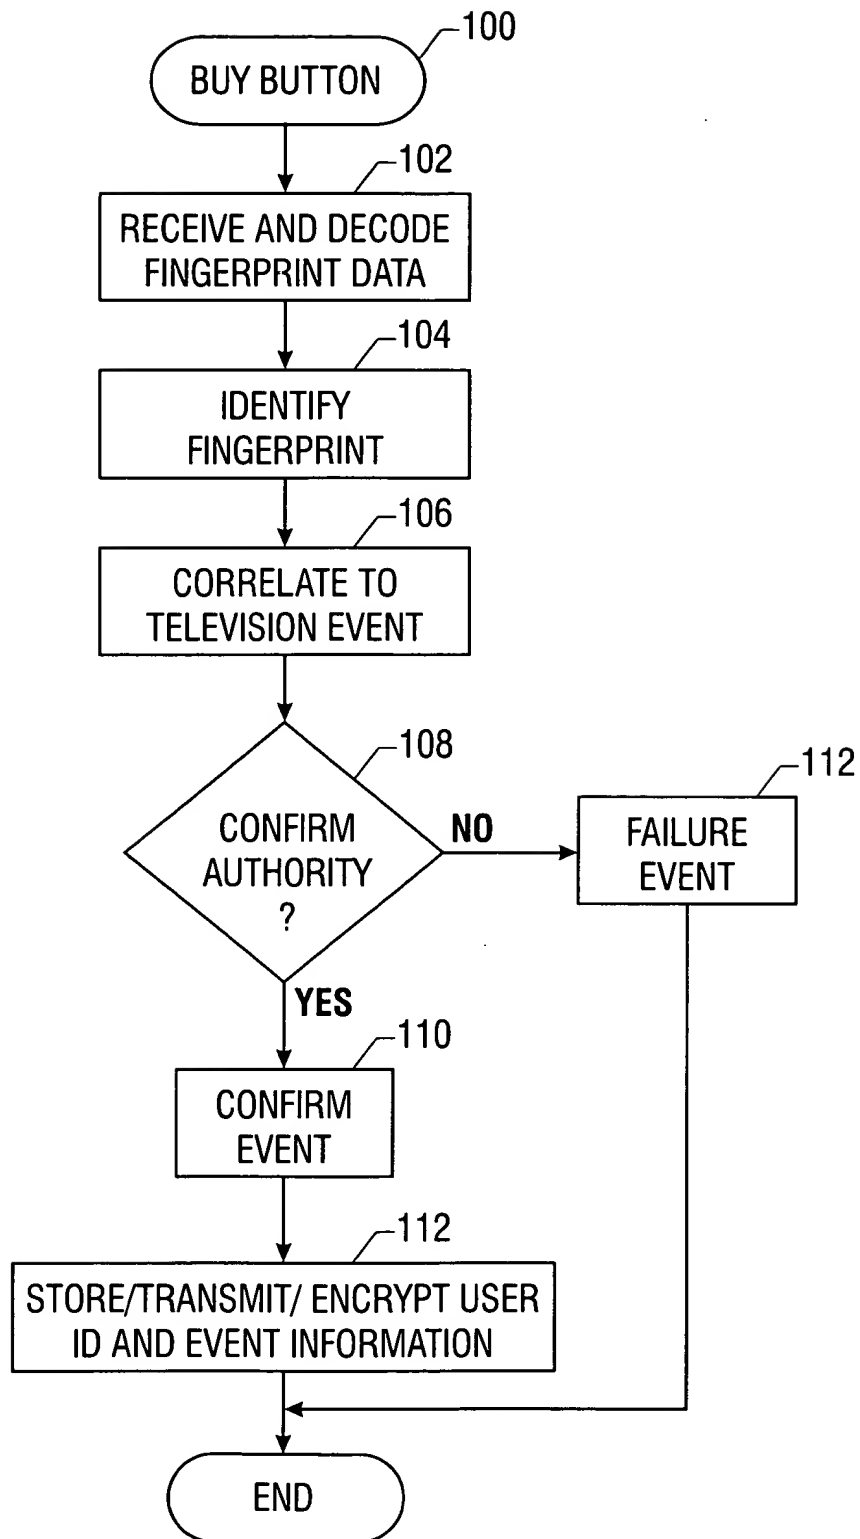 100
BUY BUTTON
102
RECEIVE AND DECODE
FINGERPRINT DATA
104
IDENTIFY
FINGERPRINT
106
CORRELATE TO
TELEVISION EVENT
108
CONFIRM
AUTHORITY
?
NO
112
FAILURE
EVENT
YES
110
CONFIRM
EVENT
112
STORE/TRANSMIT/ ENCRYPT USER
ID AND EVENT INFORMATION
END